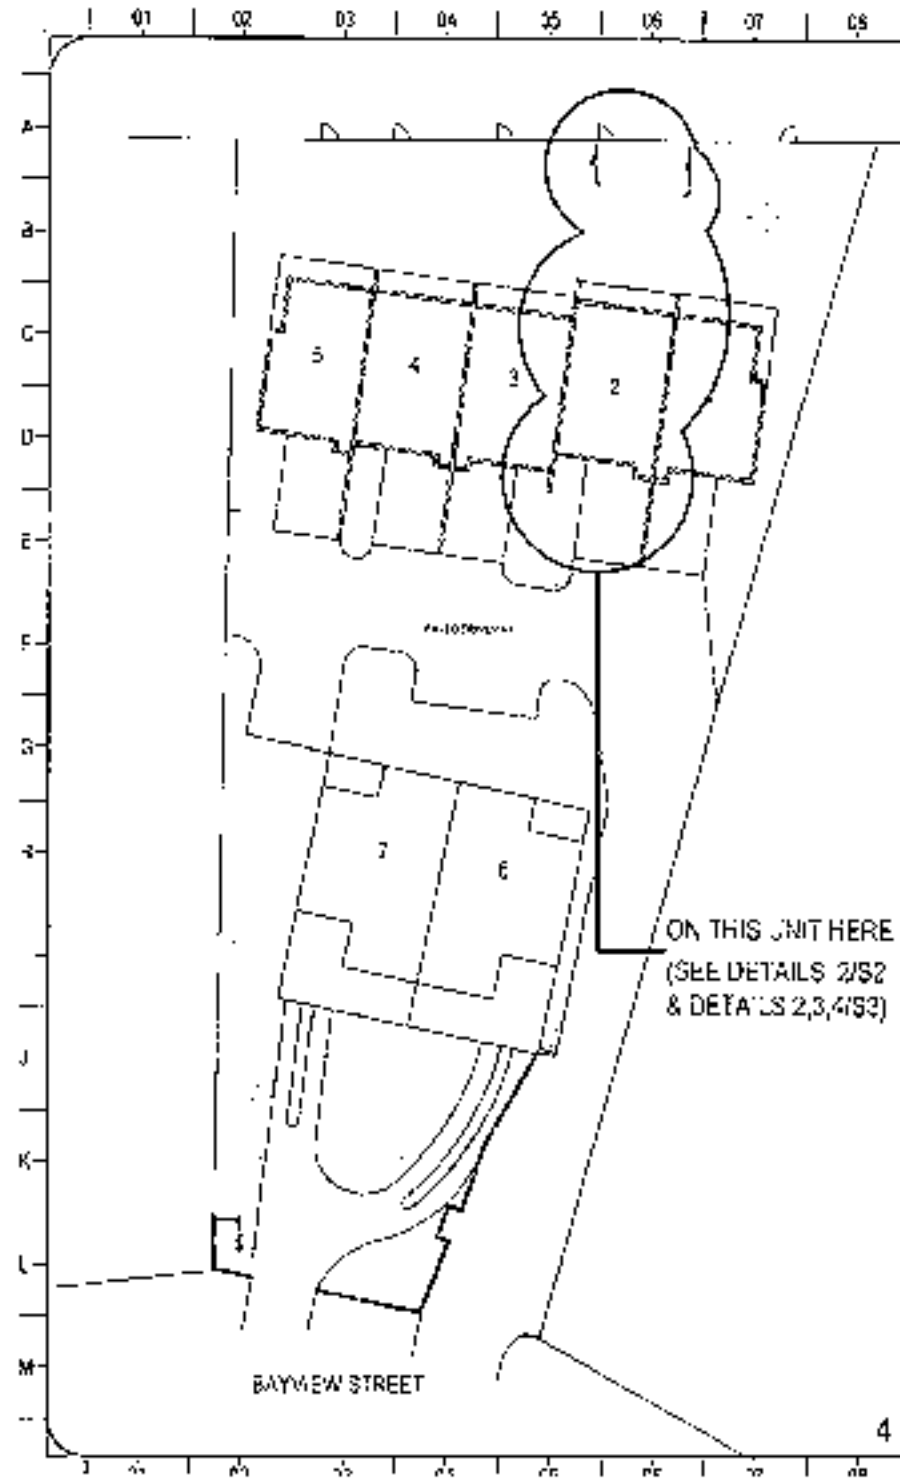 01 02 03 04 05 06 07 08
A
B
C
D
E
F
G
J
K
L
M
5 4 3 2
7 6
ON THIS UNIT HERE
(SEE DETAILS 2/S2
& DETAILS 2,3,4/S3)
BAYVIEW STREET
4